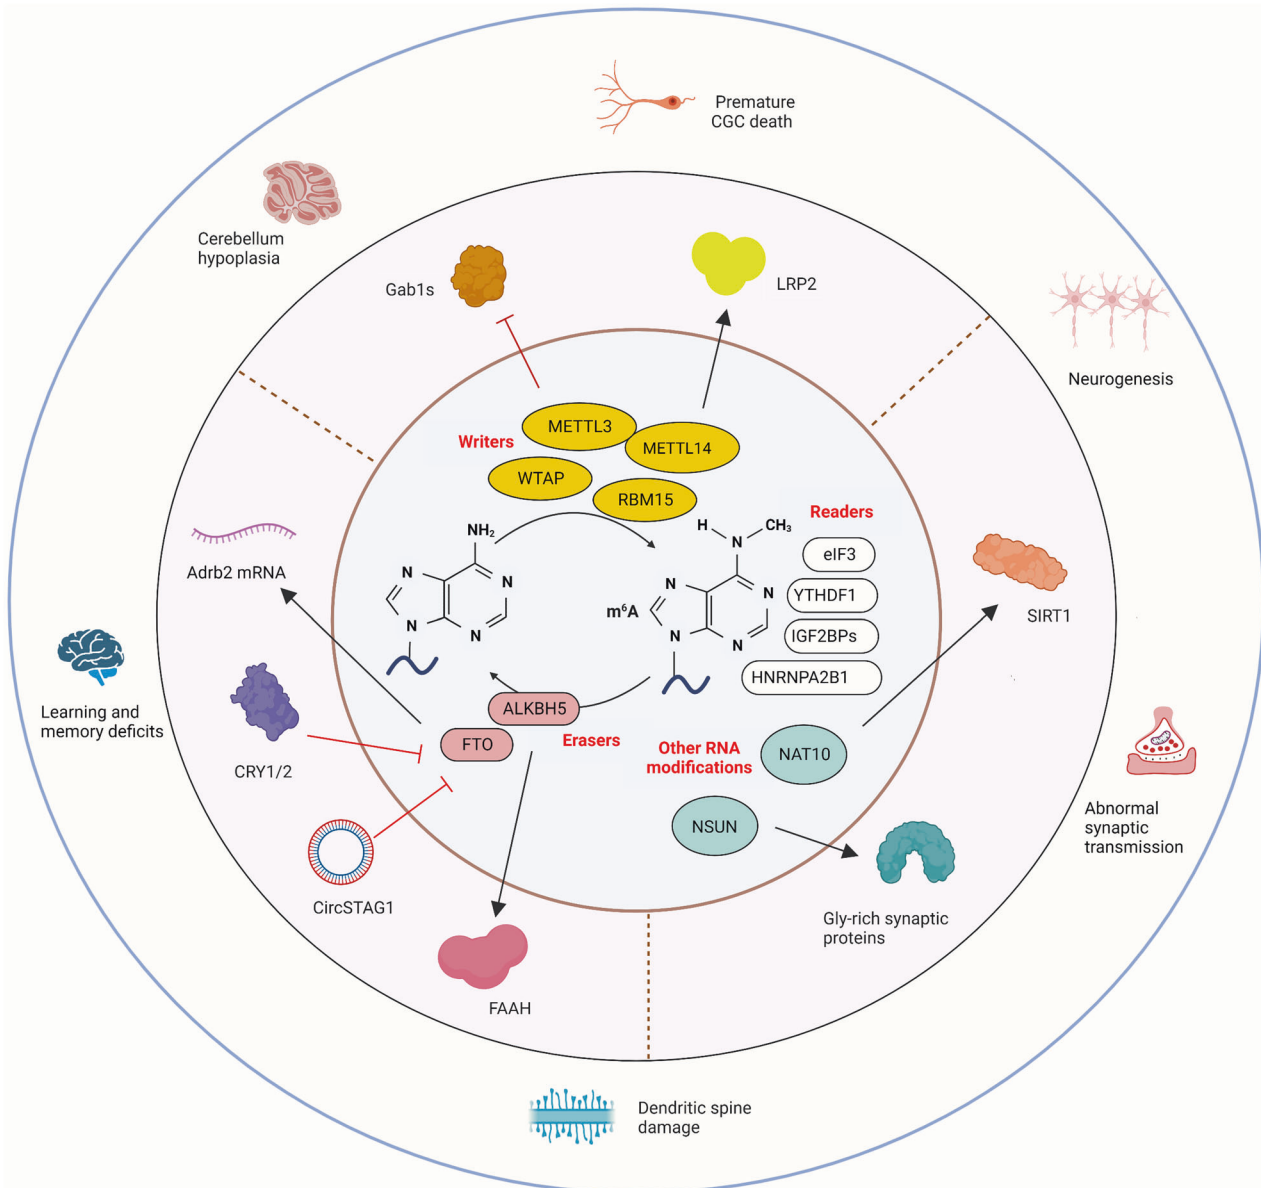 Premature
CGC death
Cerebellum
hypoplasia
Gab1s
LRP2
Neurogenesis
METTL3
Writers
METTL14
WTAP
RBM15
Readers
NH₂
H
N
CH₃
eIF3
Adrb2 mRNA
N
N
N
N
N
N
YTHDF1
m⁶A
SIRT1
N
N
N
IGF2BPs
HNRNPA2B1
Learning and
memory deficits
ALKBH5
FTO
Erasers
Other RNA
modifications
NAT10
CRY1/2
NSUN
Abnormal
synaptic
transmission
CircSTAG1
Gly-rich synaptic
proteins
FAAH
Dendritic spine
damage